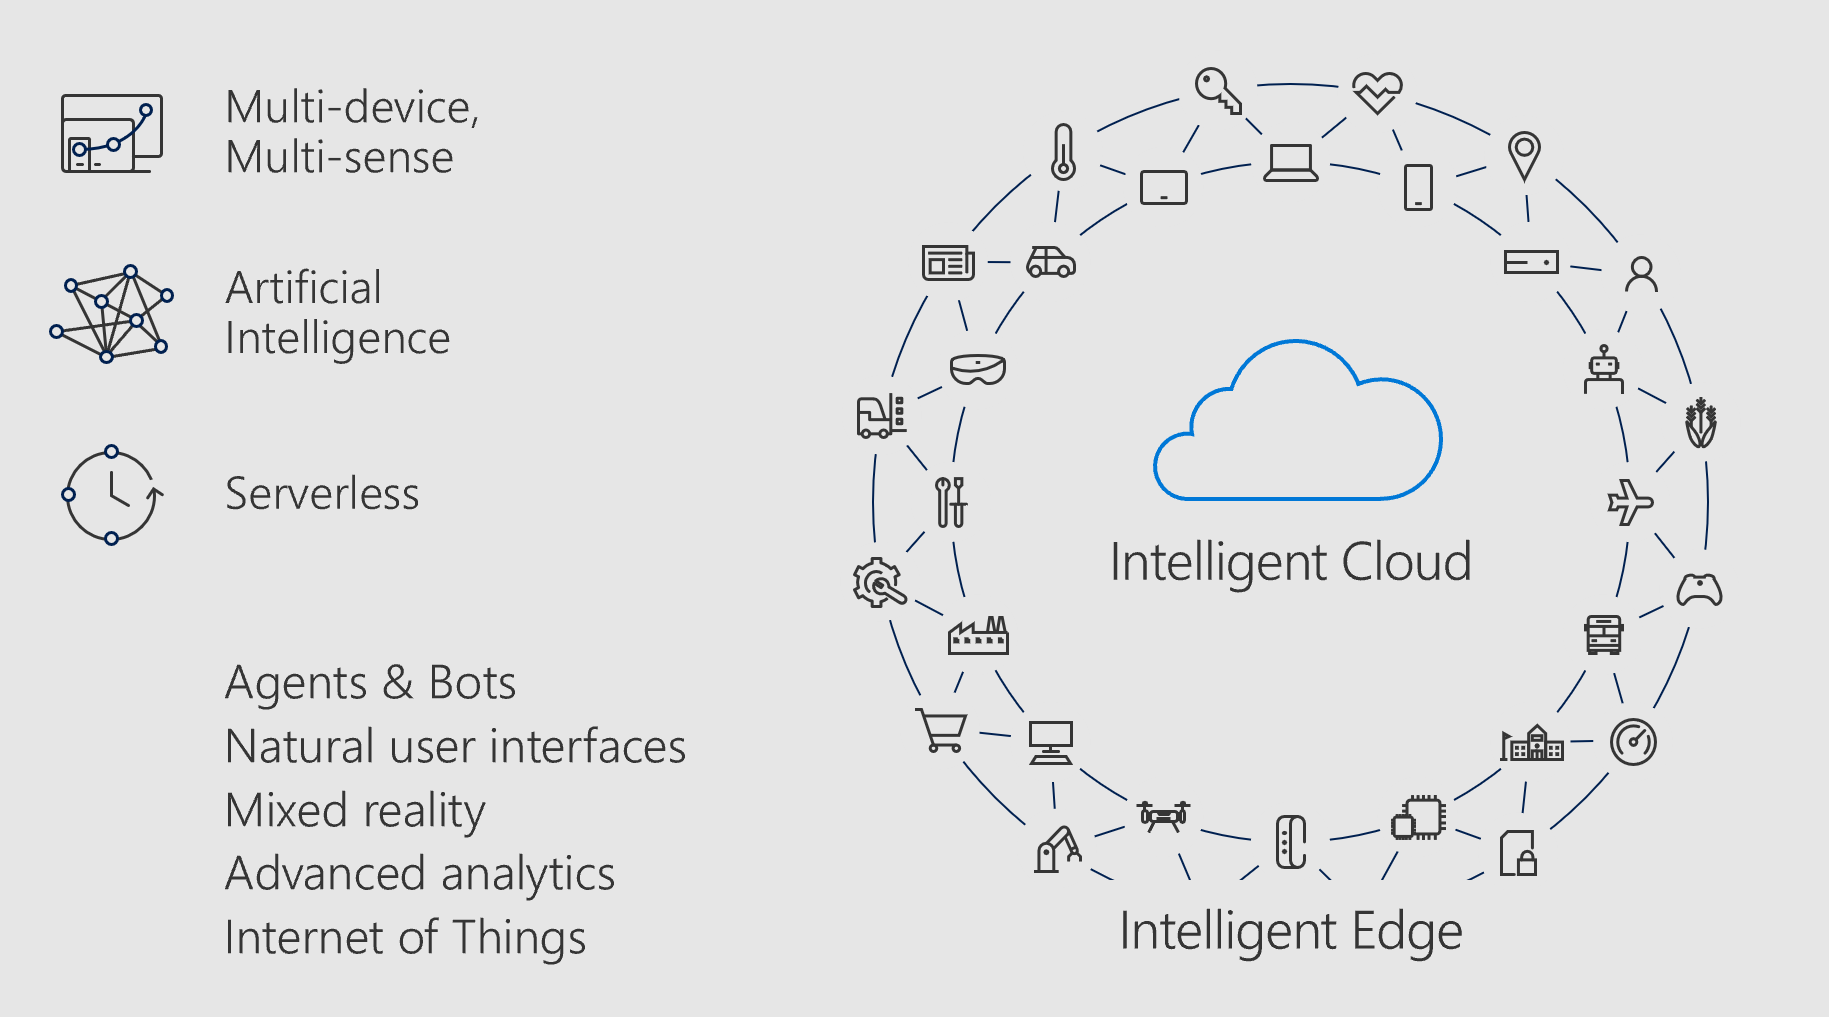 Multi-device,
Multi-sense
Artificial
Intelligence
Serverless
Agents & Bots
Natural user interfaces
Mixed reality
Advanced analytics
Internet of Things
Intelligent Cloud
Intelligent Edge